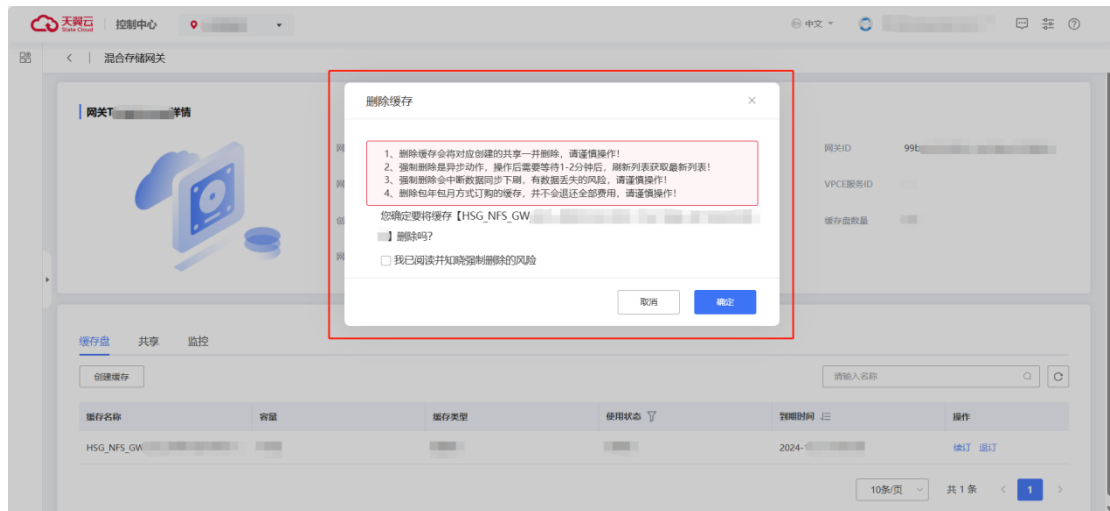 天翼云
State Cloud
控制中心
中文
混合存储网关
网关T
详情
网关ID
99b
VPCE服务ID
缓存盘数量
删除缓存
1、删除缓存会将对应创建的共享一并删除，请谨慎操作！
2、强制删除是异步动作，操作后需要等待1-2分钟后，刷新列表获取最新列表！
3、强制删除会中断数据同步下刷，有数据丢失的风险，请谨慎操作！
4、删除包年包月方式订购的缓存，并不会退还全部费用，请谨慎操作！
您确定要将缓存【HSG_NFS_GW
】删除吗？
我已阅读并知晓强制删除的风险
取消
确定
缓存盘
共享
监控
创建缓存
请输入名称
缓存名称
容量
缓存类型
使用状态
到期时间
操作
HSG_NFS_GW
2024-1
续订 退订
10条/页
共 1 条
1